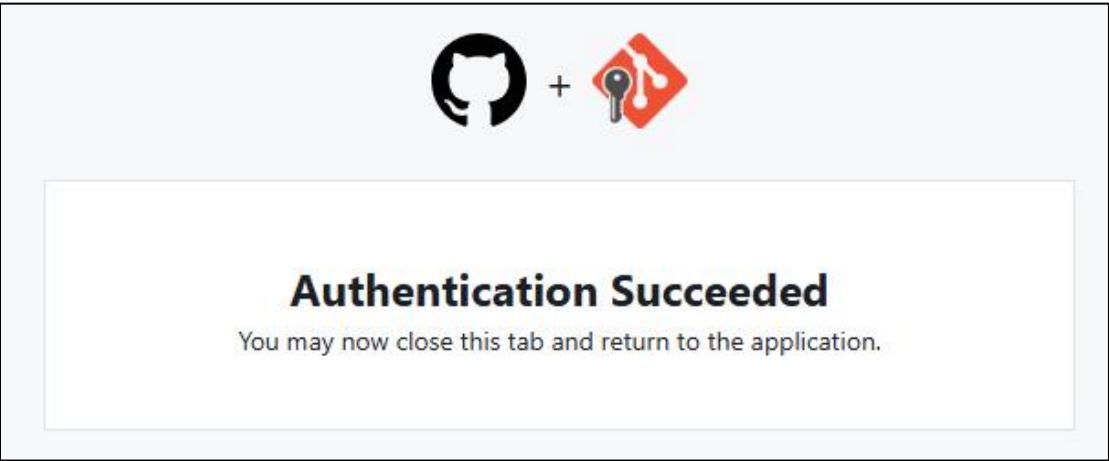 +
Authentication Succeeded
You may now close this tab and return to the application.